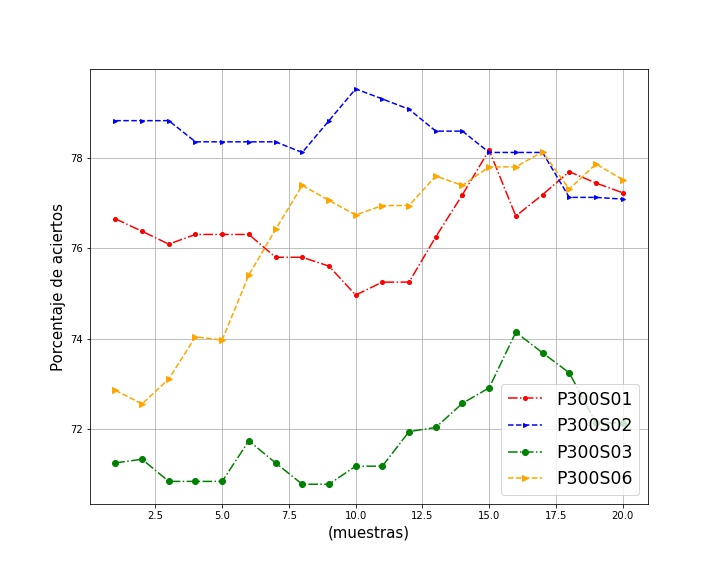 Porcentaje de aciertos
78
76
74
72
2.5 5.0 7.5 10.0 12.5 15.0 17.5 20.0
(muestras)
P300S01
P300S02
P300S03
P300S06